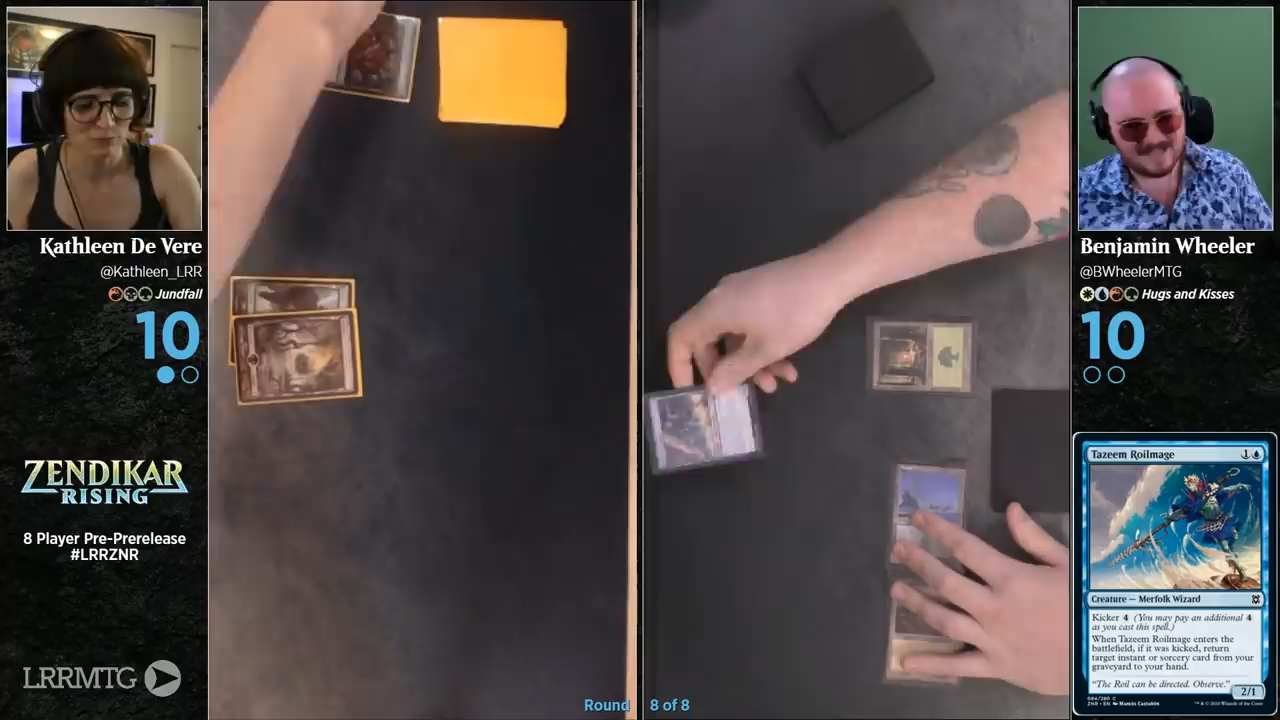 Kathleen De Vere
@Kathleen_LRR
Jundfall
10
ZENDIKAR
RISING
8 Player Pre-Prerelease
#LRRZNR
LRRMTG
Round
8 of 8
Benjamin Wheeler
@BWheelerMTG
Hugs and Kisses
10
Tazeem Roilmage 1
Creature — Merfolk Wizard
Kicker 4 (You may pay an additional 4
as you cast this spell.)
When Tazeem Roilmage enters the
battlefield, if it was kicked, return
target instant or sorcery card from your
graveyard to your hand.
"The Roil can be directed. Observe."
2/1